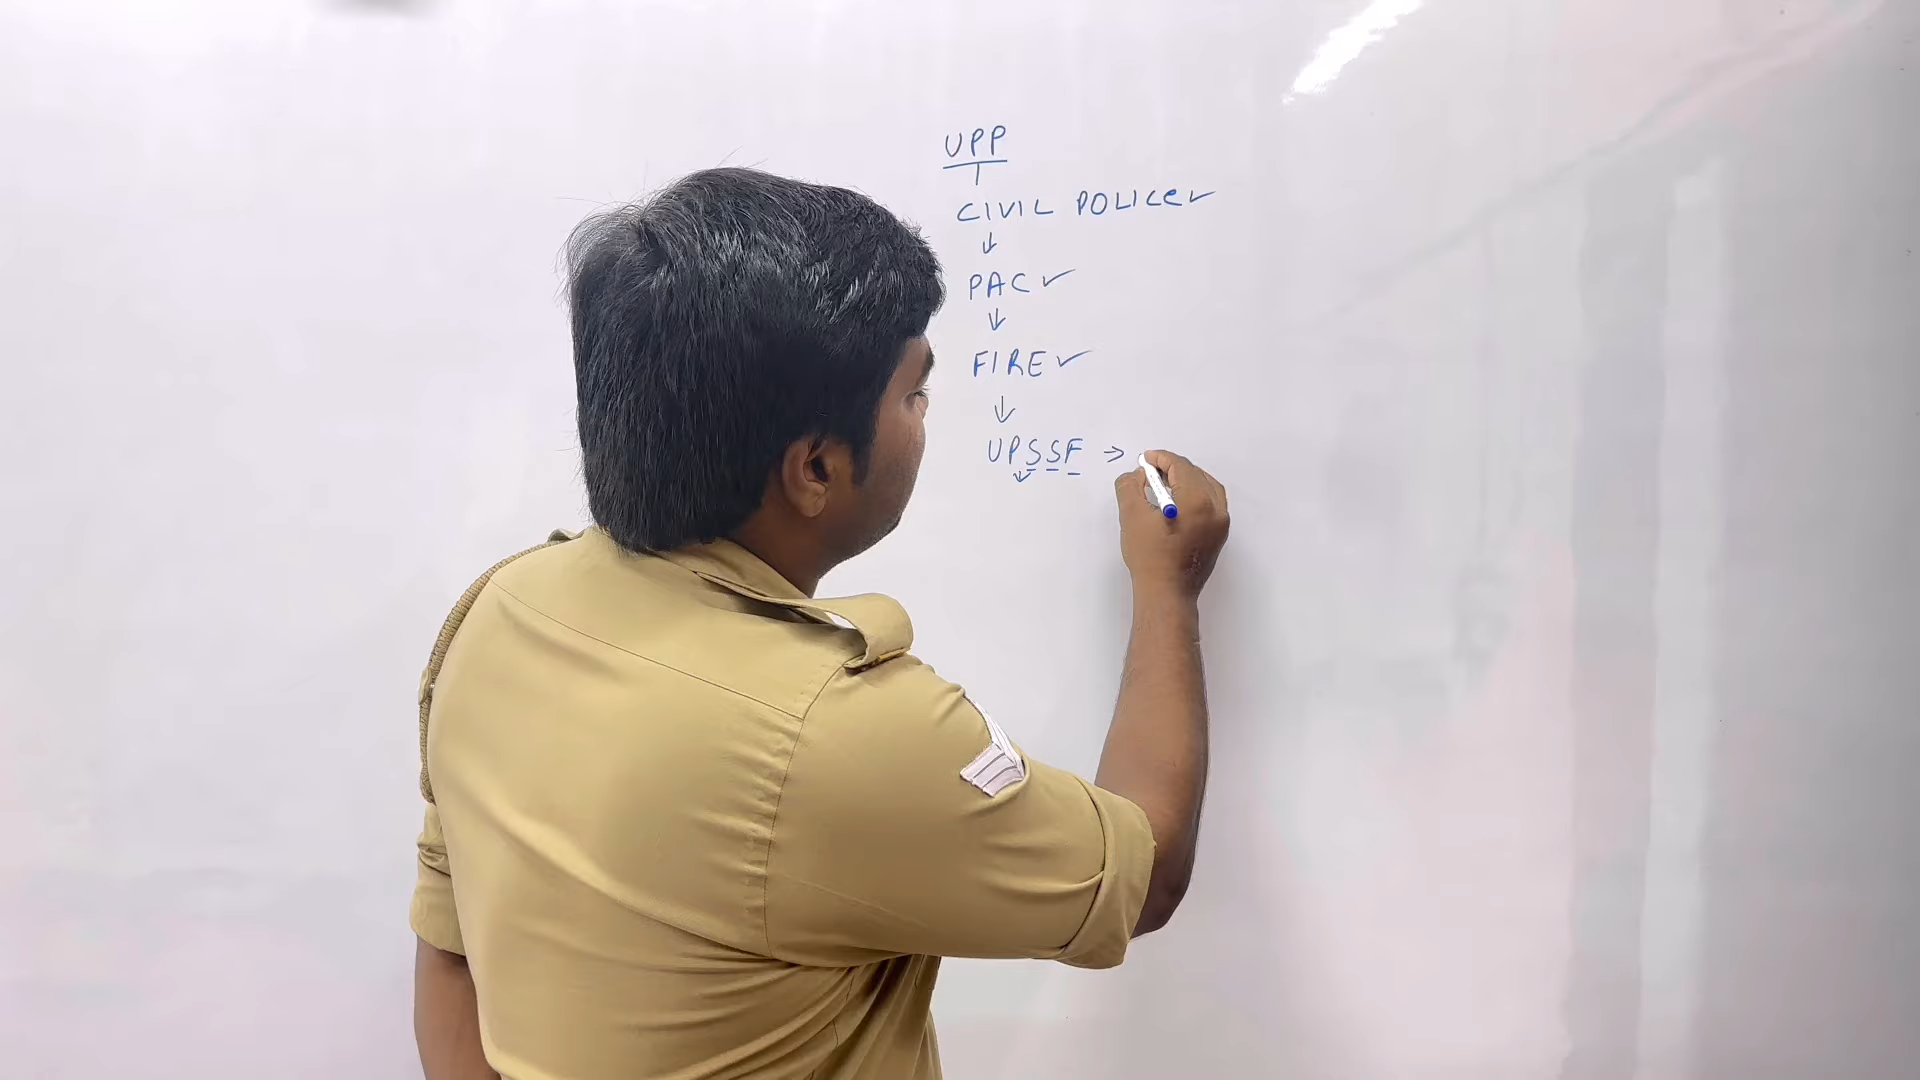 UPP
CIVIL POLICE ✓
↓
PAC ✓
↓
FIRE ✓
↓
UPSSF →
↓